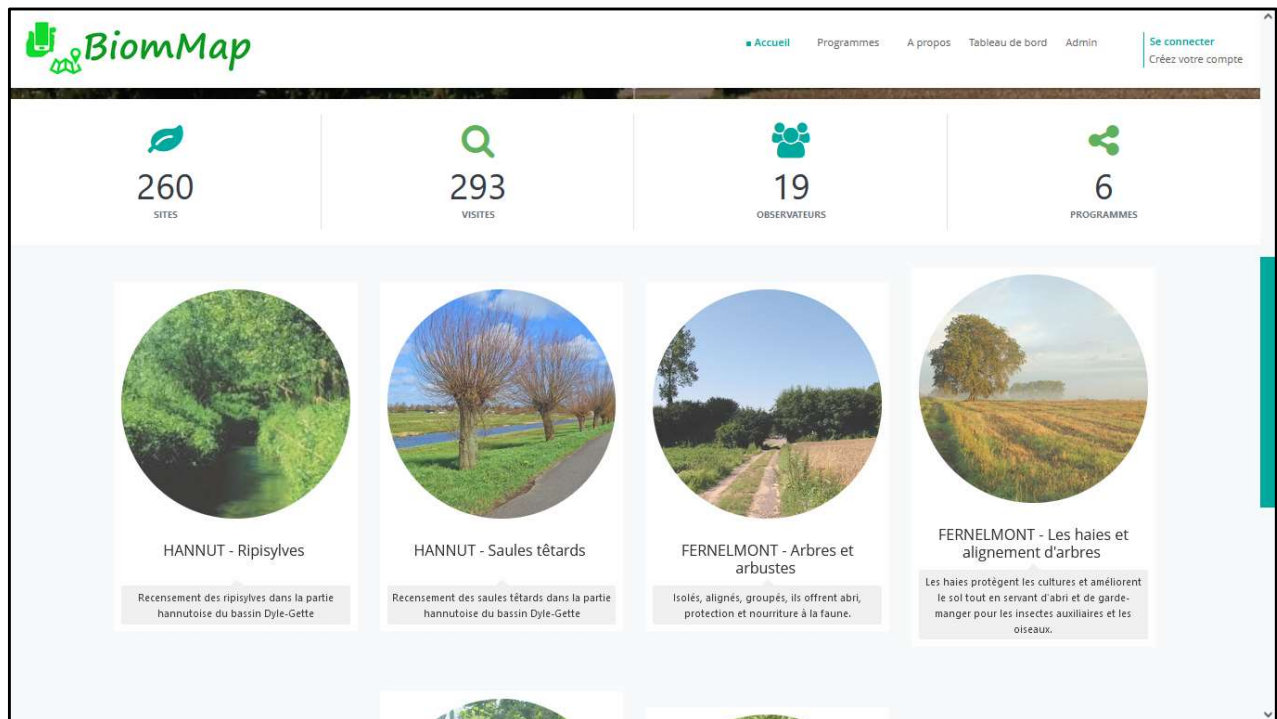 BiommMap
Accueil Programmes A propos Tableau de bord Admin
Se connecter
Créez votre compte
260
SITES
293
VISITES
19
OBSERVATEURS
6
PROGRAMMES
HANNUT - Ripisylves
Recensement des ripisylves dans la partie
hannutoise du bassin Dyle-Gette
HANNUT - Saules têtards
Recensement des saules têtards dans la partie
hannutoise du bassin Dyle-Gette
FERNELMONT - Arbres et
arbustes
Isolés, alignés, groupés, ils offrent abri,
protection et nourriture à la faune.
FERNELMONT - Les haies et
alignement d'arbres
Les haies protègent les cultures et améliorent
le sol tout en servant d'abri et de garde-
manger pour les insectes auxiliaires et les
oiseaux.